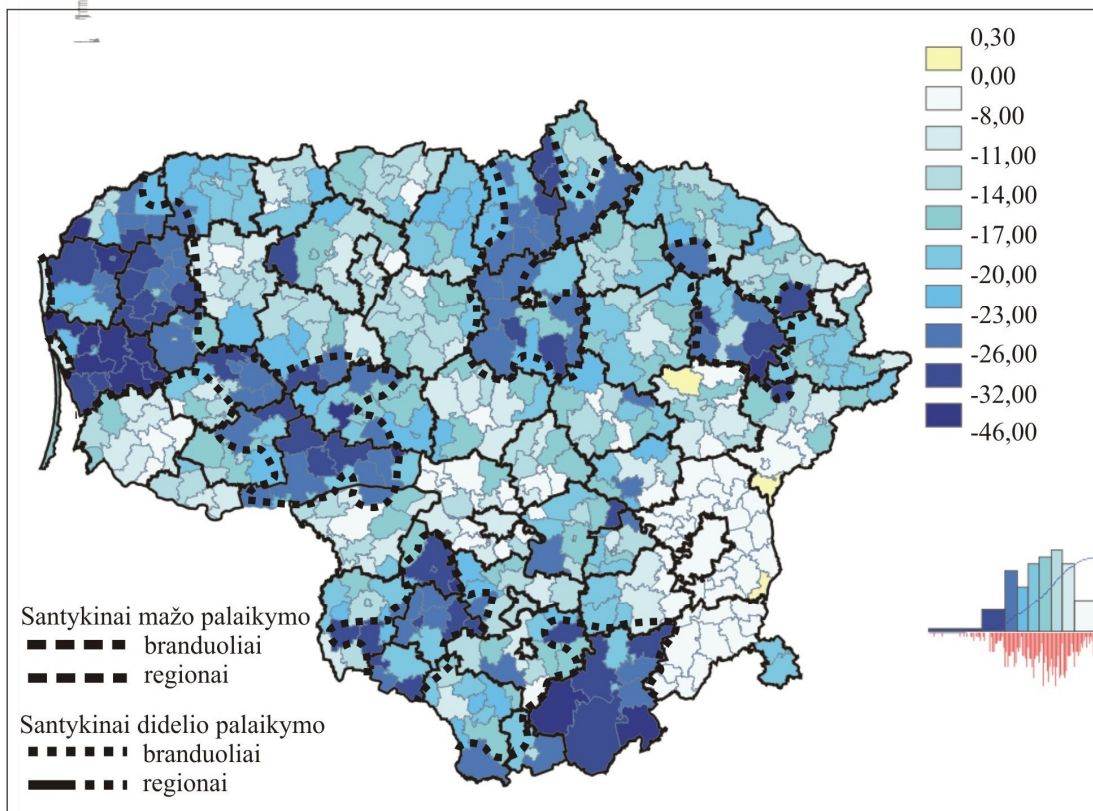 0,30
0,00
-8,00
-11,00
-14,00
-17,00
-20,00
-23,00
-26,00
-32,00
-46,00
Santykinai mažo palaikymo
branduoliai
regionai
Santykinai didelio palaikymo
branduoliai
regionai